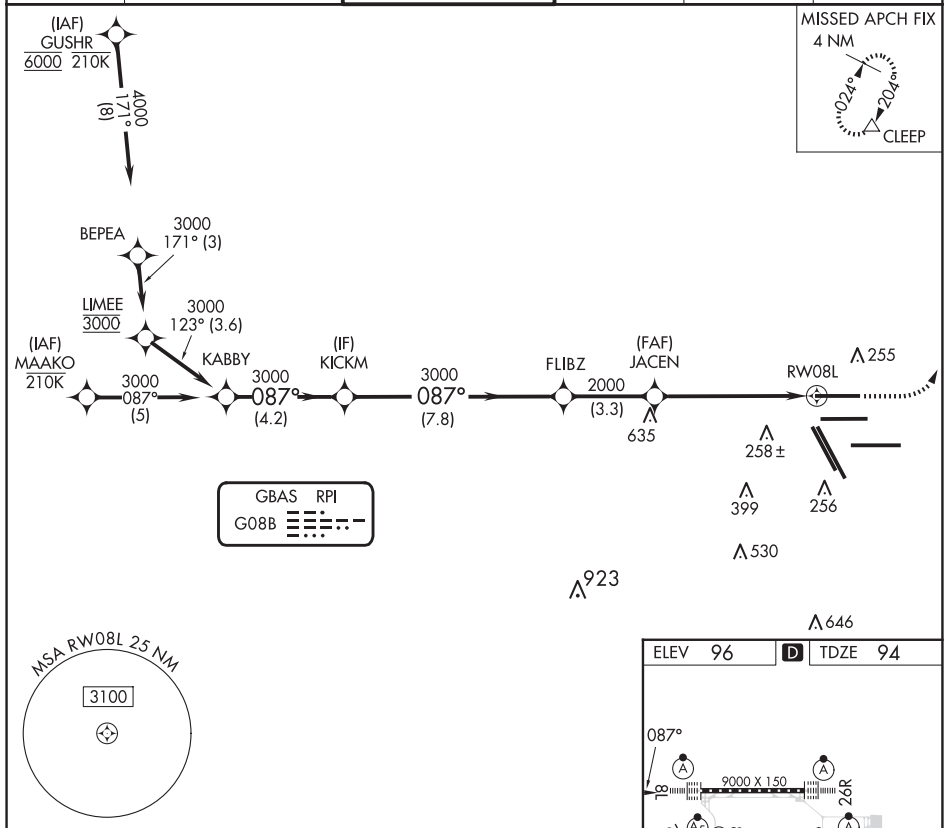 (IAF)
GUSHR
6000 210K
4000
171°
(8)
MISSED APCH FIX
4 NM
024°
204°
CLEEP
BEPEA
3000
171° (3)
LIMEE
3000
3000
123° (3.6)
(IAF)
MAAKO
210K
3000
087°
(5)
KABBY
3000
087°
(4.2)
(IF)
KICKM
3000
087°
(7.8)
FLIBZ
2000
(3.3)
(FAF)
JACEN
635
RW08L
255
258 ±
399
256
530
923
646
GBAS RPI
G08B
MSA RW08L 25 NM
3100
ELEV 96 D TDZE 94
087°
A
A
8L
9000 X 150
26R
A